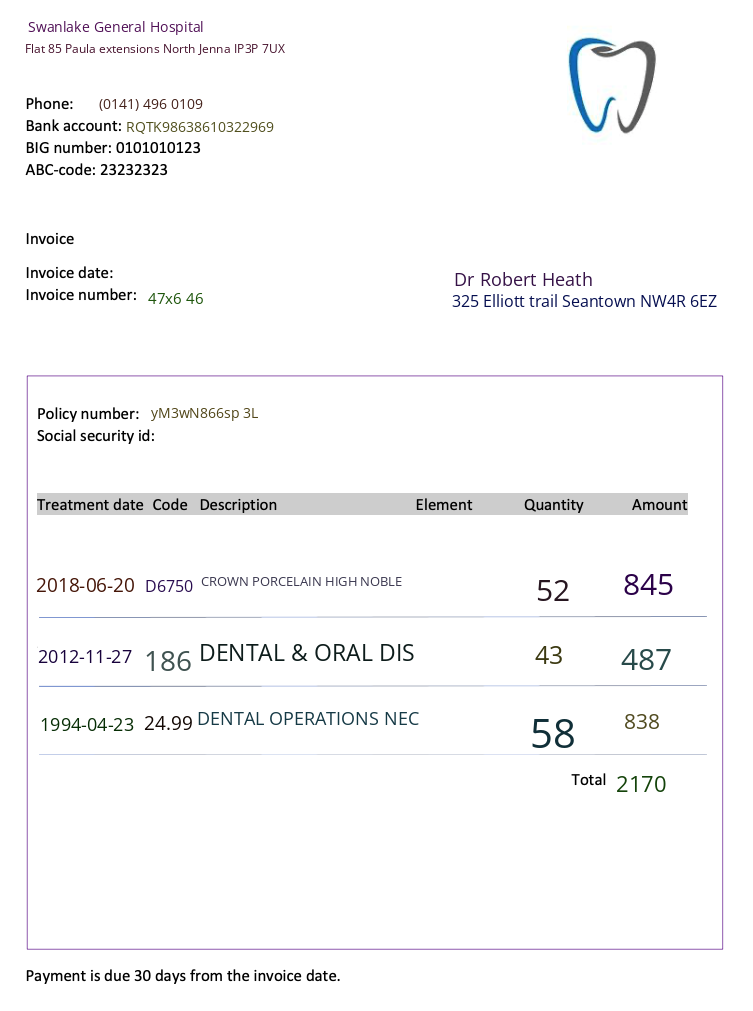 Swanlake General Hospital
Flat 85 Paula extensions North Jenna IP3P 7UX
Phone: (0141) 496 0109
Bank account: RQTK98638610322969
BIG number: 0101010123
ABC-code: 23232323
Invoice
Invoice date:
Invoice number: 47x6 46
Dr Robert Heath
325 Elliott trail Seantown NW4R 6EZ
Policy number: yM3wN866sp 3L
Social security id:
Treatment date Code Description Element Quantity Amount
2018-06-20 D6750 CROWN PORCELAIN HIGH NOBLE 52 845
2012-11-27 186 DENTAL & ORAL DIS 43 487
1994-04-23 24.99 DENTAL OPERATIONS NEC 58 838
Total 2170
Payment is due 30 days from the invoice date.